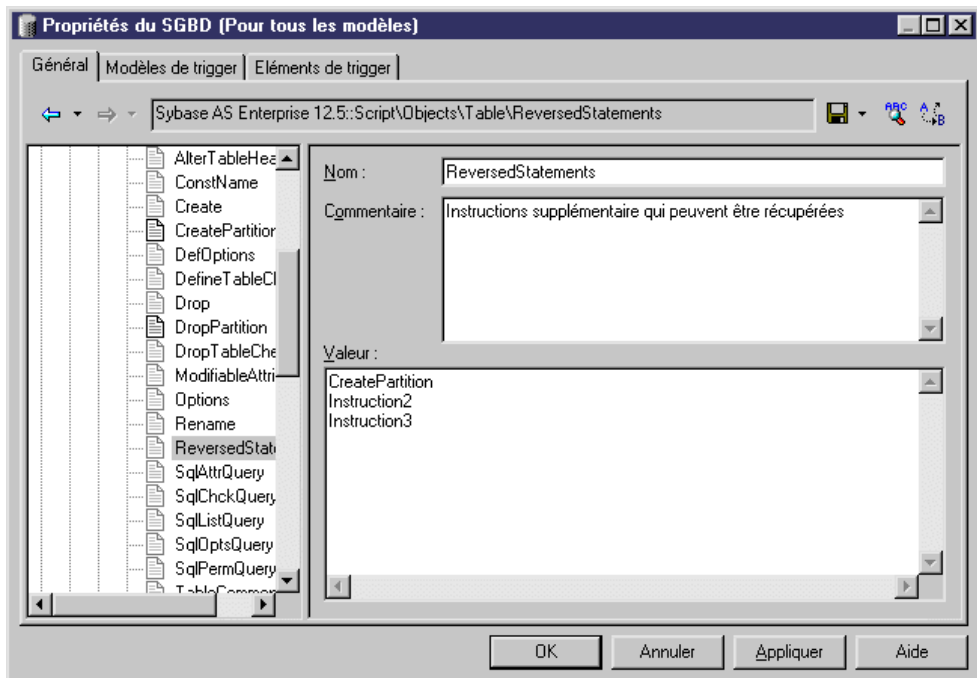 Propriétés du SGBD (Pour tous les modèles)
Général
Modèles de trigger
Eléments de trigger
Sybase AS Enterprise 12.5::Script\Objects\Table\ReversedStatements
AlterTableHea
ConstName
Create
CreatePartition
DefOptions
DefineTableCl
Drop
DropPartition
DropTableChe
ModifiableAttri
Options
Rename
ReversedState
SqlAttrQuery
SqlChckQuery
SqlListQuery
SqlOptsQuery
SqlPermQuery
TableCommen
Nom :
ReversedStatements
Commentaire :
Instructions supplémentaire qui peuvent être récupérées
Valeur :
CreatePartition
Instruction2
Instruction3
OK
Annuler
Appliquer
Aide